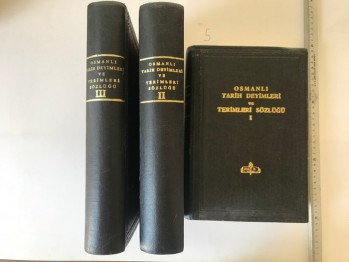 OSMANLI
TARİH DEYİMLERİ
VE
TERİMLERİ
SÖZLÜĞÜ
III
OSMANLI
TARİH DEYİMLERİ
VE
TERİMLERİ
SÖZLÜĞÜ
II
OSMANLI
TARİH DEYİMLERİ
VE
TERİMLERİ SÖZLÜĞÜ
I
5